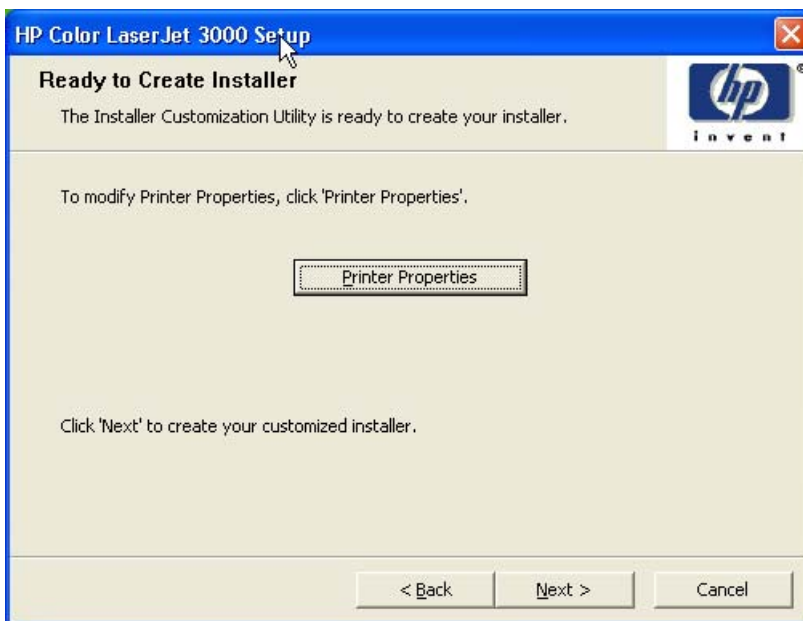 HP Color LaserJet 3000 Setup
Ready to Create Installer
The Installer Customization Utility is ready to create your installer.
hp
®
invent
To modify Printer Properties, click 'Printer Properties'.
Printer Properties
Click 'Next' to create your customized installer.
< Back
Next >
Cancel